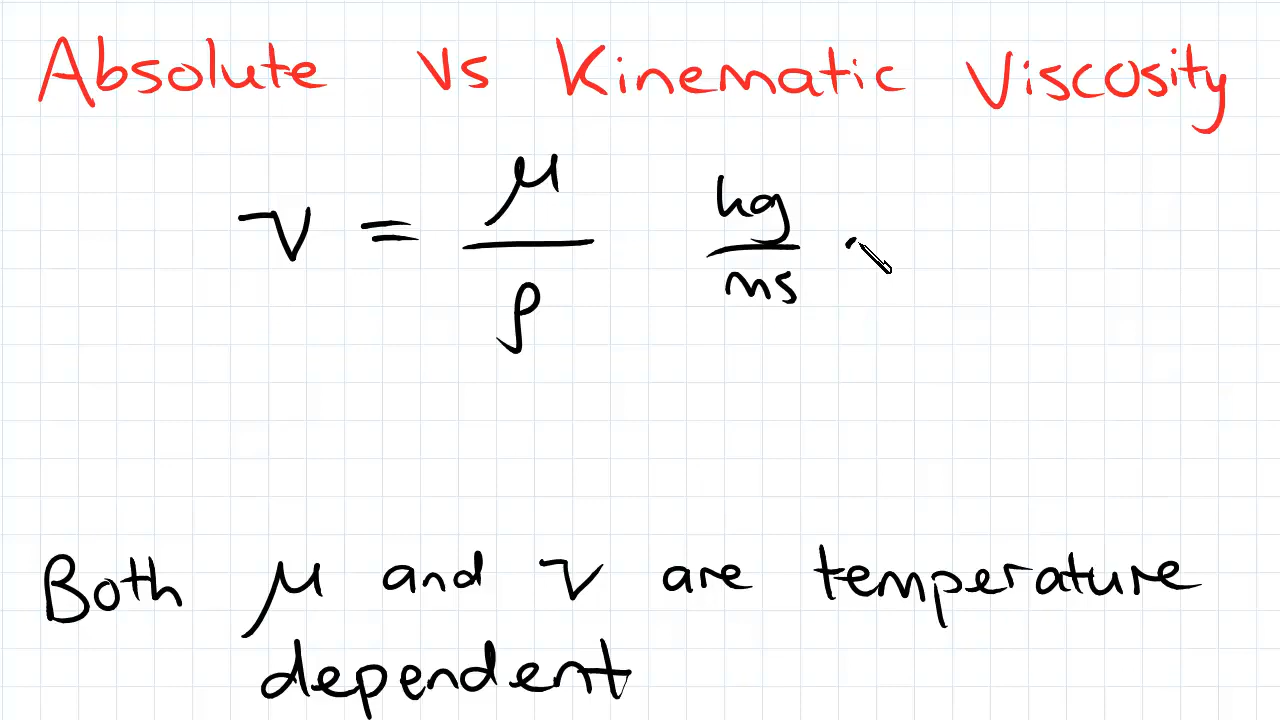 Absolute vs Kinematic Viscosity
ν = μ/ρ kg/ms ·
Both μ and ν are temperature
dependent